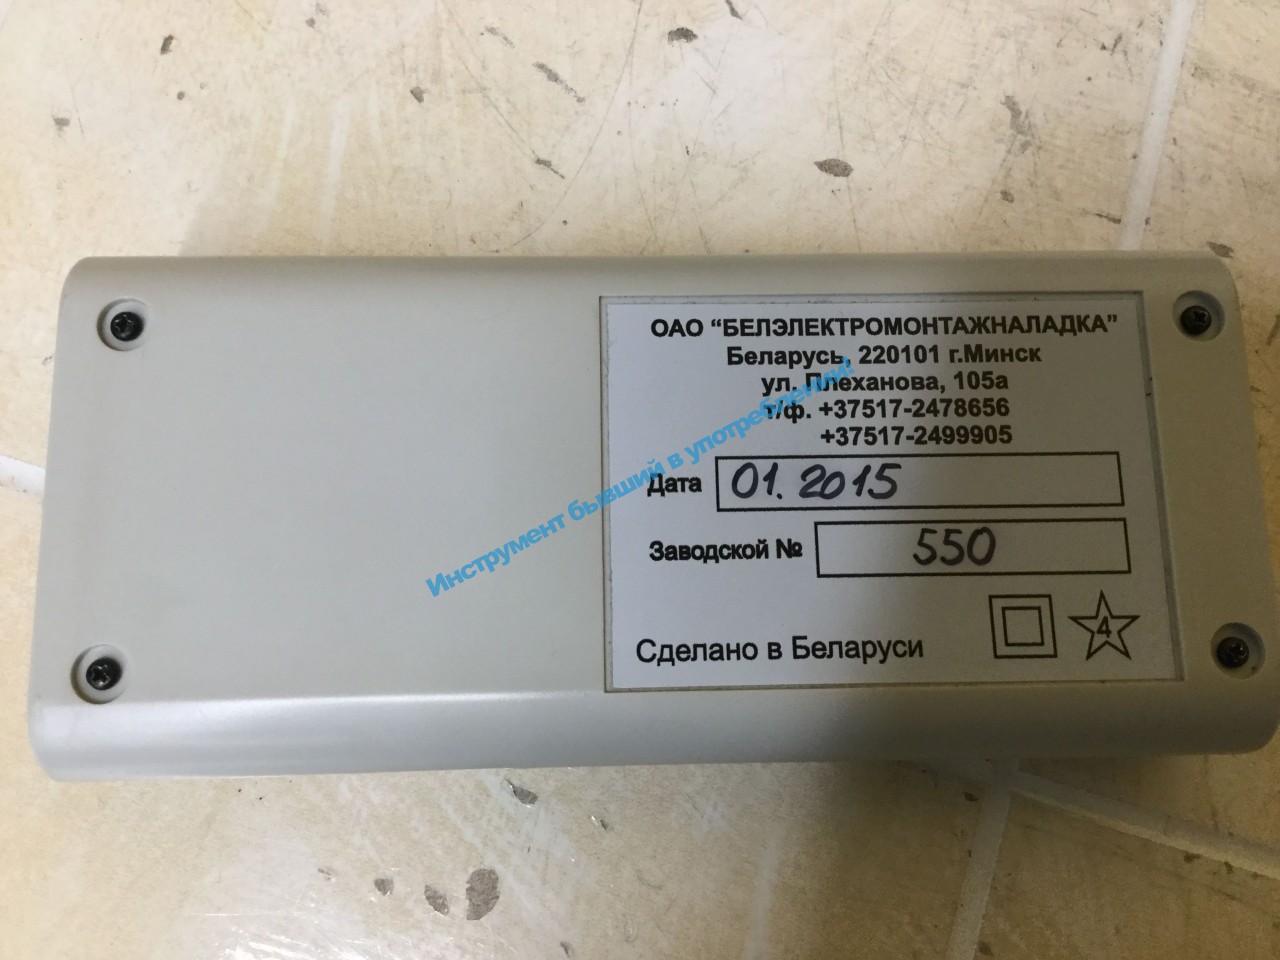 ОАО “БЕЛЭЛЕКТРОМОНТАЖНАЛАДКА”
Беларусь, 220101 г.Минск
ул. Плеханова, 105а
т/ф. +37517-2478656
+37517-2499905
Дата 01.2015
Заводской № 550
Сделано в Беларуси
4
Инструмент бывший в употреблении!